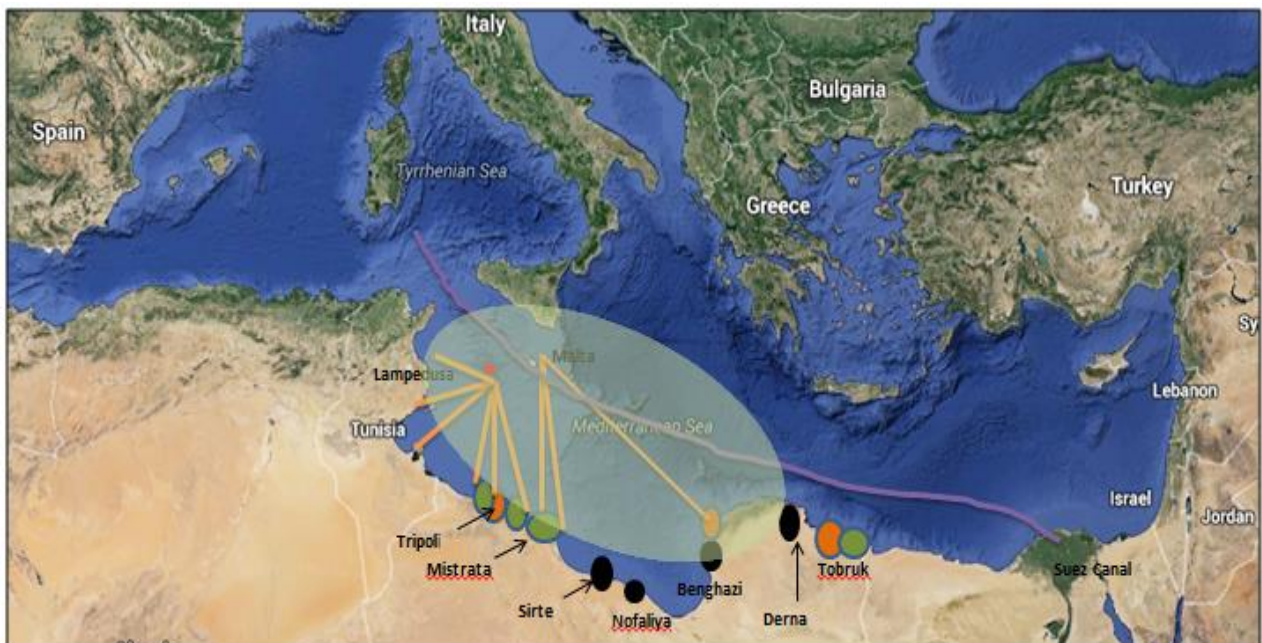 Italy
Bulgaria
Spain
Tyrrhenian Sea
Turkey
Greece
Sy
Malta
Lampedusa
Lebanon
Tunisia
Mediterranean Sea
Israel
Jordan
Tripoli
Mistrata
Tobruk
Suez Canal
Benghazi
Sirte
Nofaliya
Derna